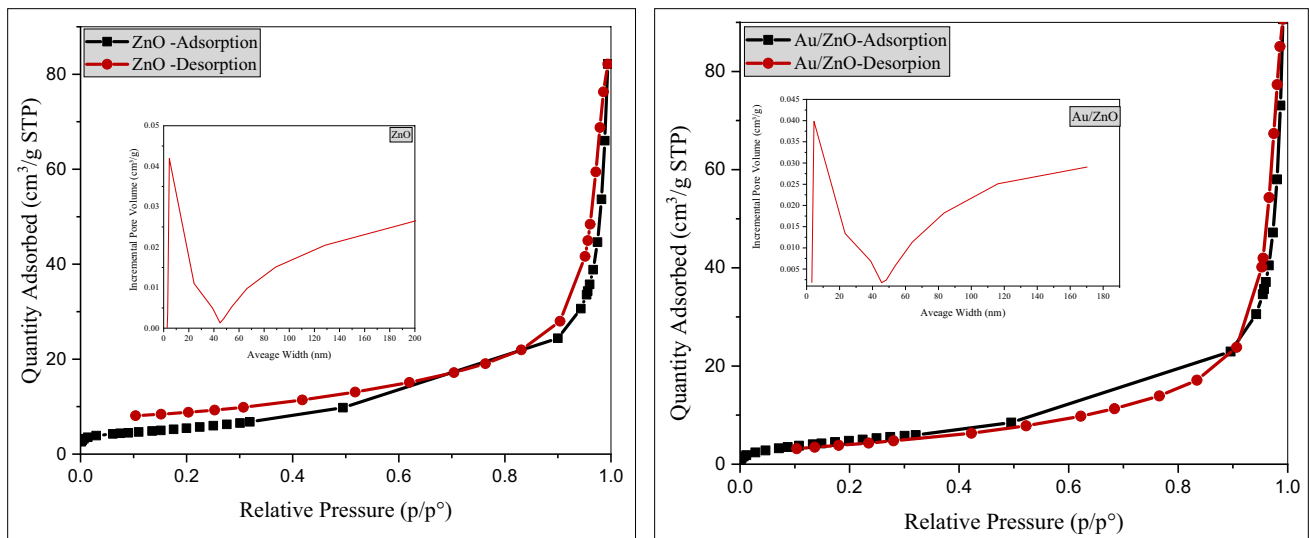 ZnO -Adsorption
ZnO -Desorption
80
60
40
20
0
Quantity Adsorbed (cm³/g STP)
0.0 0.2 0.4 0.6 0.8 1.0
Relative Pressure (p/p°)
ZnO
0.05
0.04
0.03
0.02
0.01
0.00
Incremental Pore Volume (cm³/g)
0 20 40 60 80 100 120 140 160 180 200
Aveage Width (nm)
Au/ZnO-Adsorption
Au/ZnO-Desorpion
80
60
40
20
0
Quantity Adsorbed (cm³/g STP)
0.0 0.2 0.4 0.6 0.8 1.0
Relative Pressure (p/p°)
Au/ZnO
0.045
0.040
0.035
0.030
0.025
0.020
0.015
0.010
0.005
Incremental Pore Volume (cm³/g)
0 20 40 60 80 100 120 140 160 180
Aveage Width (nm)